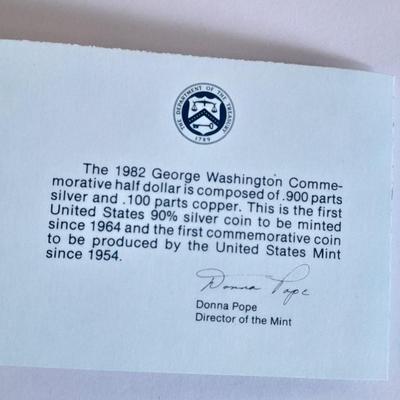 THE DEPARTMENT OF THE TREASURY
1789
The 1982 George Washington Comme-
morative half dollar is composed of .900 parts
silver and .100 parts copper. This is the first
United States 90% silver coin to be minted
since 1964 and the first commemorative coin
to be produced by the United States Mint
since 1954.
Donna Pope
Donna Pope
Director of the Mint